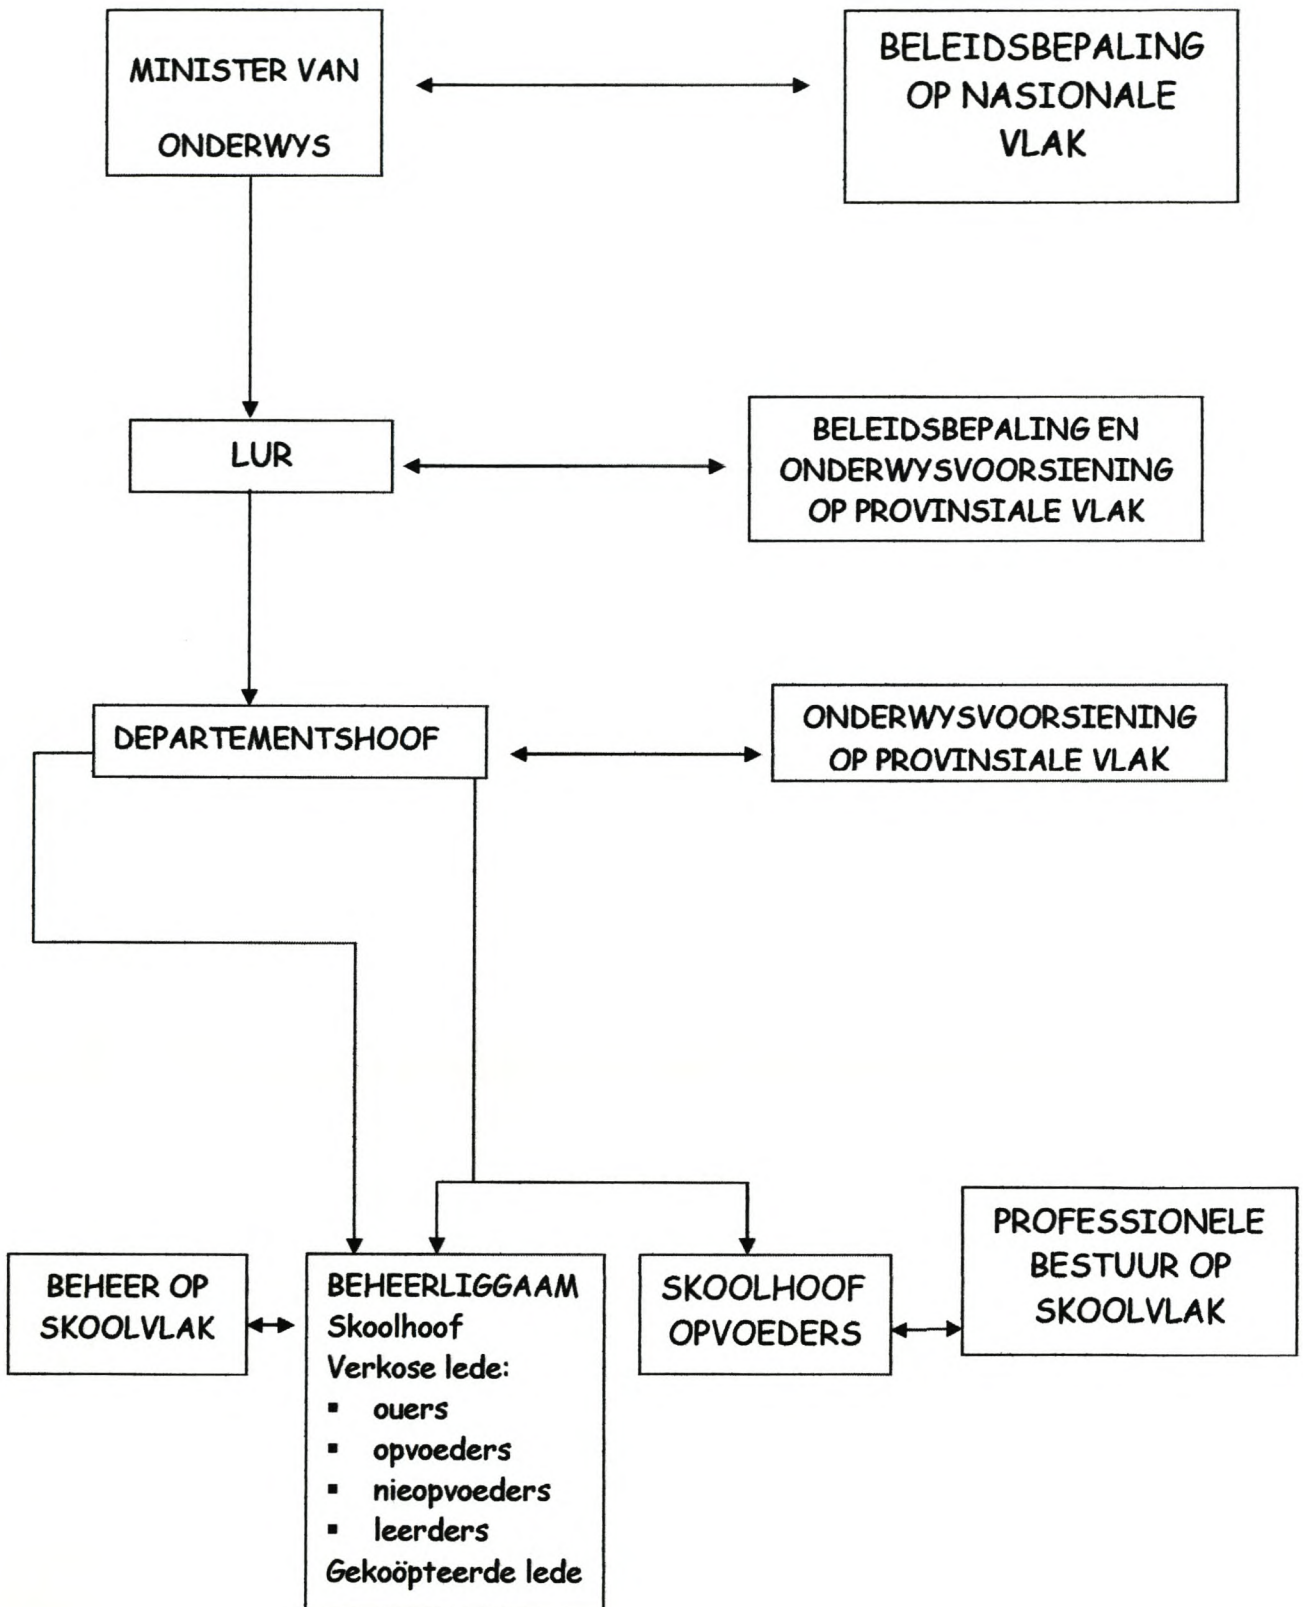 MINISTER VAN
ONDERWYS
BELEIDSBEPALING
OP NASIONALE
VLAK
LUR
BELEIDSBEPALING EN
ONDERWYSVOORSIENING
OP PROVINSIALE VLAK
DEPARTEMENTSHOOF
ONDERWYSVOORSIENING
OP PROVINSIALE VLAK
BEHEER OP
SKOOLVLAK
BEHEERLIGGAAM
Skoolhoof
Verkose lede:
▪ ouers
▪ opvoeders
▪ nieopvoeders
▪ leerders
Gekoöpteerde lede
SKOOLHOOF
OPVOEDERS
PROFESSIONELE
BESTUUR OP
SKOOLVLAK